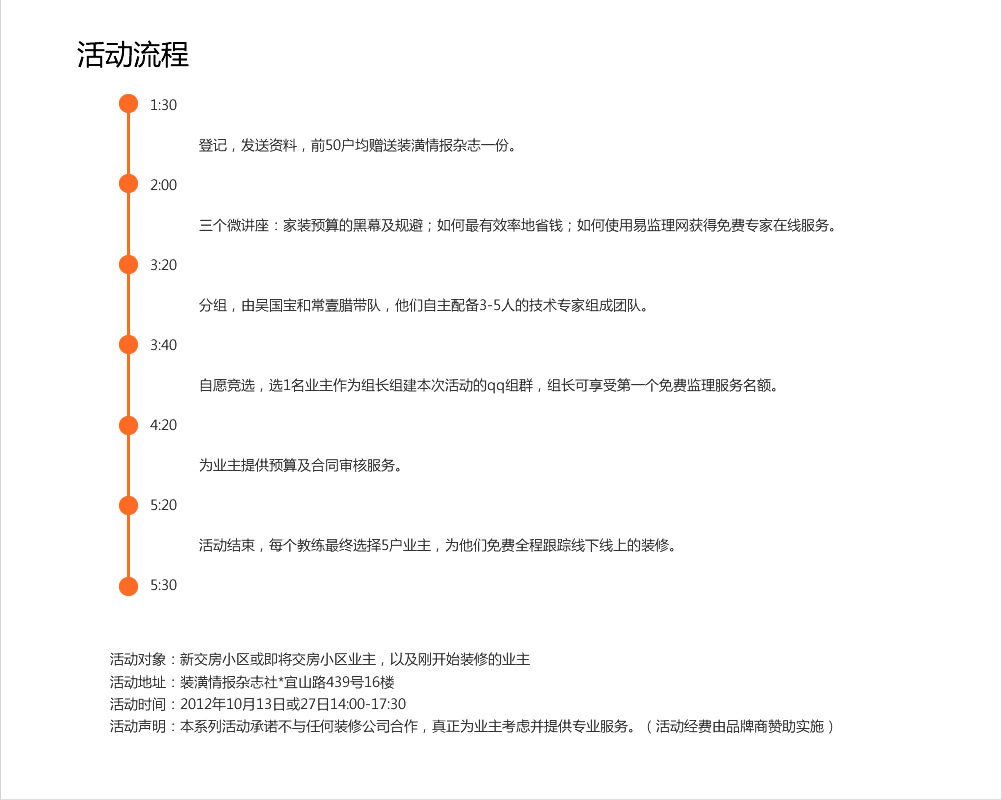 活动流程
1:30
登记，发送资料，前50户均赠送装潢情报杂志一份。
2:00
三个微讲座：家装预算的黑幕及规避；如何最有效率地省钱；如何使用易监理网获得免费专家在线服务。
3:20
分组，由吴国宝和常壹腊带队，他们自主配备3-5人的技术专家组成团队。
3:40
自愿竞选，选1名业主作为组长组建本次活动的qq组群，组长可享受第一个免费监理服务名额。
4:20
为业主提供预算及合同审核服务。
5:20
活动结束，每个教练最终选择5户业主，为他们免费全程跟踪线下线上的装修。
5:30
活动对象：新交房小区或即将交房小区业主，以及刚开始装修的业主
活动地址：装潢情报杂志社*宜山路439号16楼
活动时间：2012年10月13日或27日14:00-17:30
活动声明：本系列活动承诺不与任何装修公司合作，真正为业主考虑并提供专业服务。（活动经费由品牌商赞助实施）